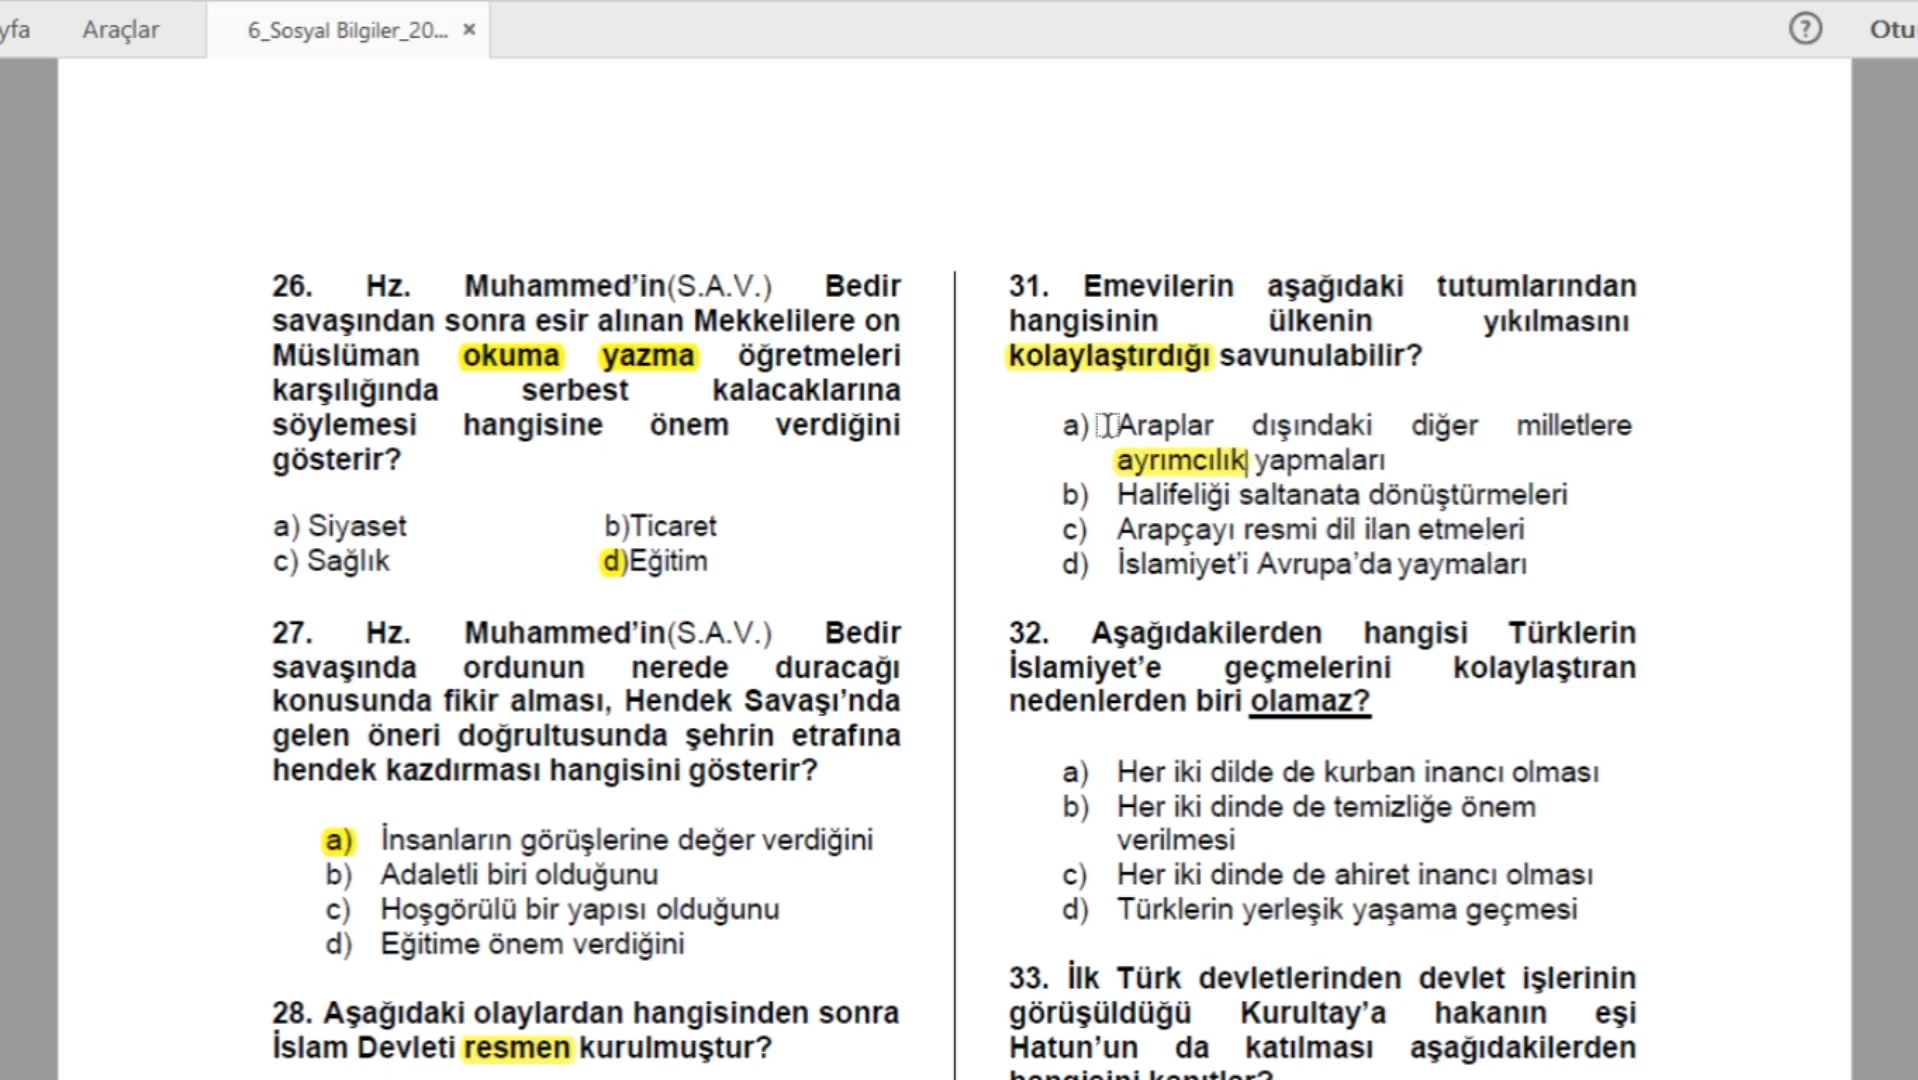 yfa Araçlar 6_Sosyal Bilgiler_20... × ? Otu
26. Hz. Muhammed’in(S.A.V.) Bedir
savaşından sonra esir alınan Mekkelilere on
Müslüman okuma yazma öğretmeleri
karşılığında serbest kalacaklarına
söylemesi hangisine önem verdiğini
gösterir?
a) Siyaset b)Ticaret
c) Sağlık d)Eğitim
27. Hz. Muhammed’in(S.A.V.) Bedir
savaşında ordunun nerede duracağı
konusunda fikir alması, Hendek Savaşı’nda
gelen öneri doğrultusunda şehrin etrafına
hendek kazdırması hangisini gösterir?
a) İnsanların görüşlerine değer verdiğini
b) Adaletli biri olduğunu
c) Hoşgörülü bir yapısı olduğunu
d) Eğitime önem verdiğini
28. Aşağıdaki olaylardan hangisinden sonra
İslam Devleti resmen kurulmuştur?
31. Emevilerin aşağıdaki tutumlarından
hangisinin ülkenin yıkılmasını
kolaylaştırdığı savunulabilir?
a) Araplar dışındaki diğer milletlere
ayrımcılık yapmaları
b) Halifeliği saltanata dönüştürmeleri
c) Arapçayı resmi dil ilan etmeleri
d) İslamiyet’i Avrupa’da yaymaları
32. Aşağıdakilerden hangisi Türklerin
İslamiyet’e geçmelerini kolaylaştıran
nedenlerden biri olamaz?
a) Her iki dilde de kurban inancı olması
b) Her iki dinde de temizliğe önem
verilmesi
c) Her iki dinde de ahiret inancı olması
d) Türklerin yerleşik yaşama geçmesi
33. İlk Türk devletlerinden devlet işlerinin
görüşüldüğü Kurultay’a hakanın eşi
Hatun’un da katılması aşağıdakilerden
hangisini kanıtlar?